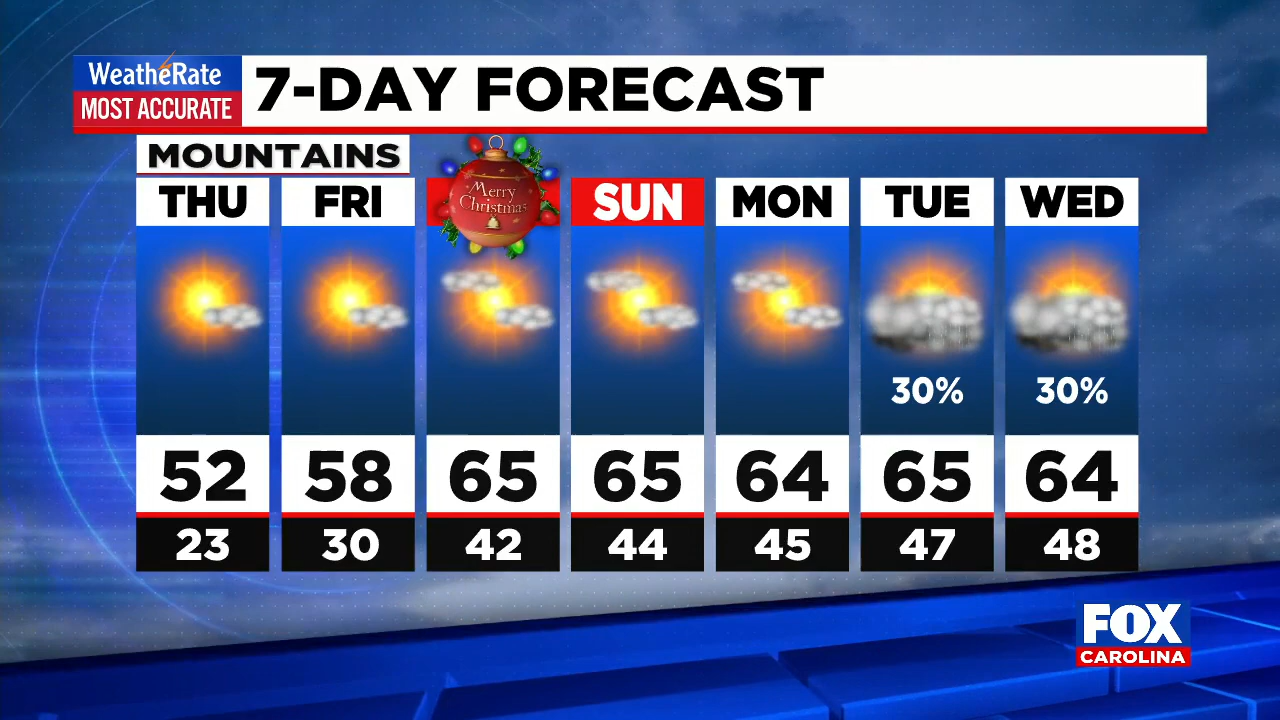 WeatheRate
MOST ACCURATE
7-DAY FORECAST
MOUNTAINS
THU FRI Merry Christmas SUN MON TUE WED
30% 30%
52 58 65 65 64 65 64
23 30 42 44 45 47 48
FOX
CAROLINA